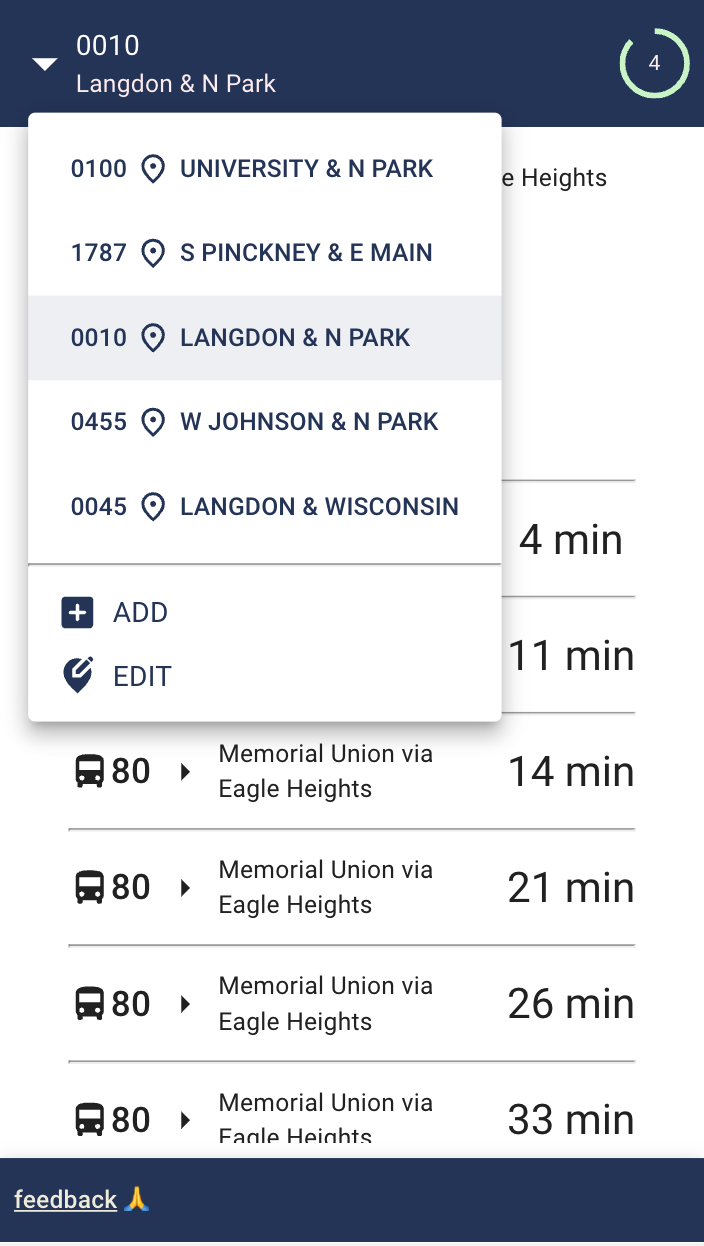 0010
Langdon & N Park
4
0100 UNIVERSITY & N PARK
e Heights
1787 S PINCKNEY & E MAIN
0010 LANGDON & N PARK
0455 W JOHNSON & N PARK
0045 LANGDON & WISCONSIN
4 min
ADD
11 min
EDIT
80 Memorial Union via
Eagle Heights
14 min
80 Memorial Union via
Eagle Heights
21 min
80 Memorial Union via
Eagle Heights
26 min
80 Memorial Union via
Eagle Heights
33 min
feedback 🙏